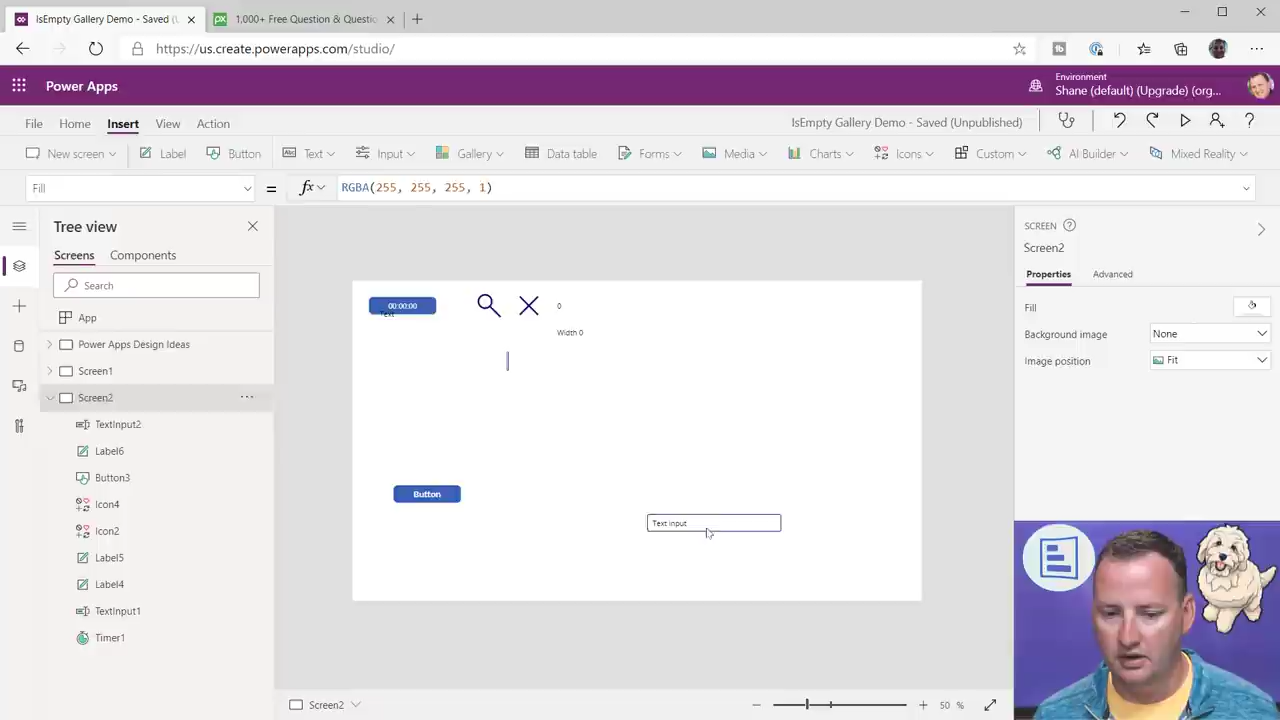 IsEmpty Gallery Demo - Saved (U
1,000+ Free Question & Questio
https://us.create.powerapps.com/studio/
Power Apps
Environment
Shane (default) (Upgrade) (org...
File Home Insert View Action
IsEmpty Gallery Demo - Saved (Unpublished)
New screen Label Button Text Input Gallery Data table Forms Media Charts Icons Custom AI Builder Mixed Reality
Fill = fx RGBA(255, 255, 255, 1)
Tree view
Screens Components
Search
App
Power Apps Design Ideas
Screen1
Screen2
TextInput2
Label6
Button3
Icon4
Icon2
Label5
Label4
TextInput1
Timer1
00:00:00
Text
0
Width 0
Button
Text input
SCREEN
Screen2
Properties Advanced
Fill
Background image None
Image position Fit
Screen2
50 %